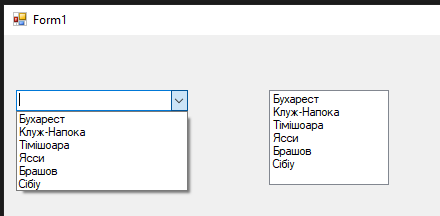 Form1
Бухарест
Клуж-Напока
Тімішоара
Ясси
Брашов
Сібіу
Бухарест
Клуж-Напока
Тімішоара
Ясси
Брашов
Сібіу